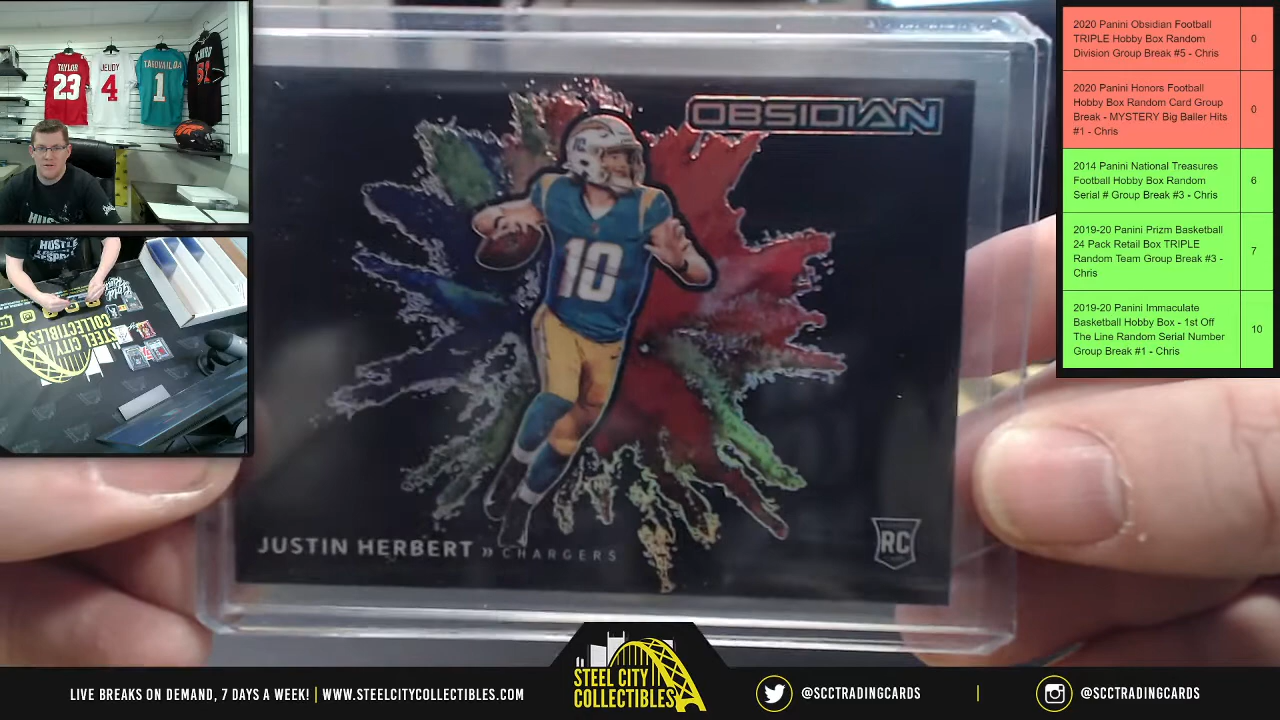 TAYLOR
23
JEUDY
4
TAGOVAILOA
1
51
HUSTLE
STEEL CITY
COLLECTIBLES
OBSIDIAN
10
JUSTIN HERBERT » CHARGERS
RC
2020 Panini Obsidian Football
TRIPLE Hobby Box Random
Division Group Break #5 - Chris
0
2020 Panini Honors Football
Hobby Box Random Card Group
Break - MYSTERY Big Baller Hits
#1 - Chris
0
2014 Panini National Treasures
Football Hobby Box Random
Serial # Group Break #3 - Chris
6
2019-20 Panini Prizm Basketball
24 Pack Retail Box TRIPLE
Random Team Group Break #3 -
Chris
7
2019-20 Panini Immaculate
Basketball Hobby Box - 1st Off
The Line Random Serial Number
Group Break #1 - Chris
10
LIVE BREAKS ON DEMAND, 7 DAYS A WEEK! | WWW.STEELCITYCOLLECTIBLES.COM
STEEL CITY
COLLECTIBLES
@SCCTRADINGCARDS | @SCCTRADINGCARDS